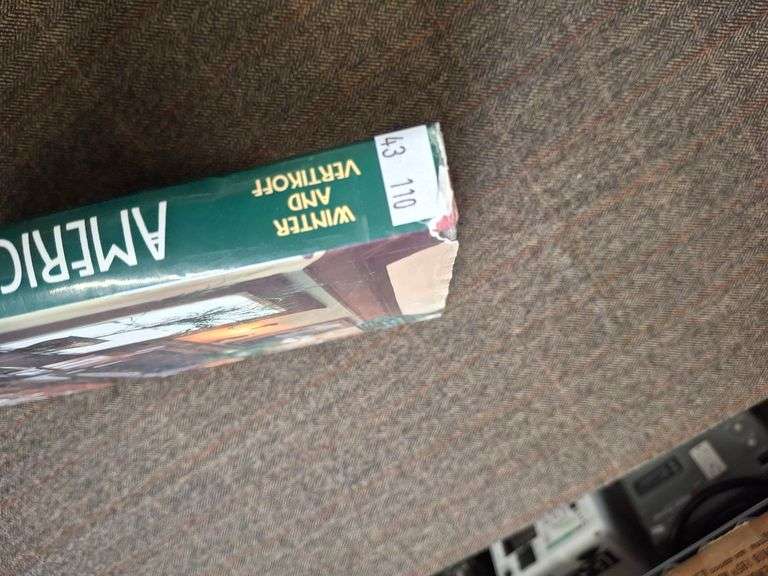 WINTER
AND
VERTIKOFF
AMERIC
43 110